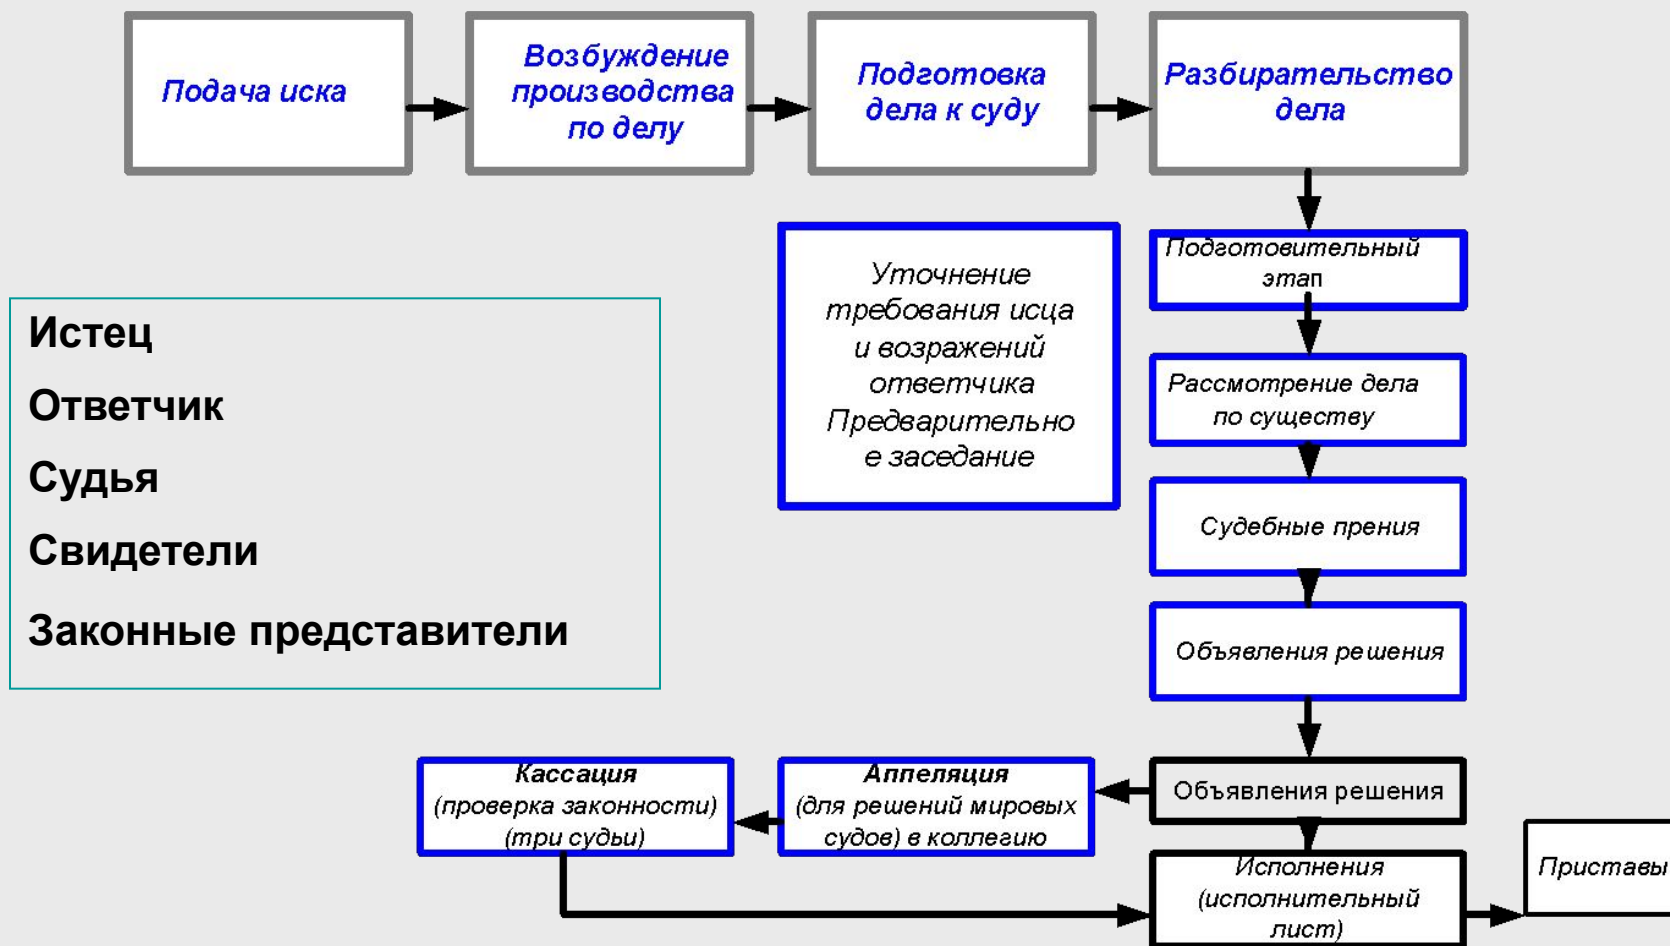 Подача иска
Возбуждение
производства
по делу
Подготовка
дела к суду
Разбирательство
дела
Уточнение
требования исца
и возражений
ответчика
Предварительно
е заседание
Подготовительный
этап
Рассмотрение дела
по существу
Судебные прения
Объявления решения
Истец
Ответчик
Судья
Свидетели
Законные представители
Кассация
(проверка законности)
(три судьи)
Аппеляция
(для решений мировых
судов) в коллегию
Объявления решения
Исполнения
(исполнительный
лист)
Приставы